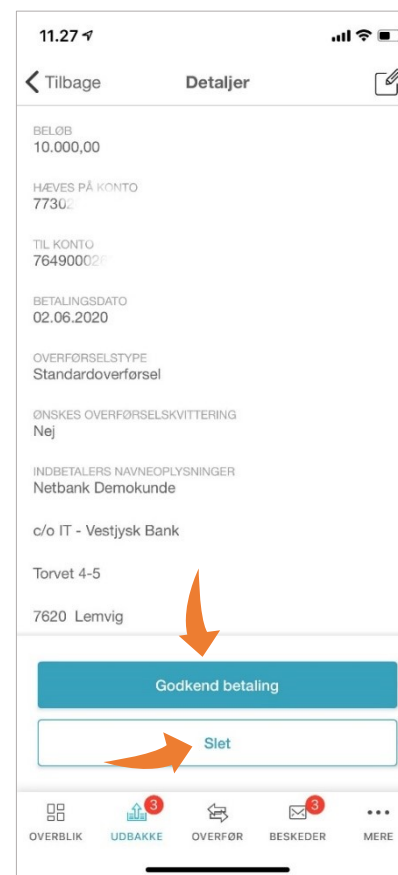 11.27
Tilbage
Detaljer
BELØB
10.000,00
HÆVES PÅ KONTO
77302
TIL KONTO
764900026
BETALINGSDATO
02.06.2020
OVERFØRSELSTYPE
Standardoverførsel
ØNSKES OVERFØRSELSKVITTERING
Nej
INDBETALERS NAVNEOPLYSNINGER
Netbank Demokunde
c/o IT - Vestjysk Bank
Torvet 4-5
7620 Lemvig
Godkend betaling
Slet
3
3
OVERBLIK
UDBAKKE
OVERFØR
BESKEDER
MERE